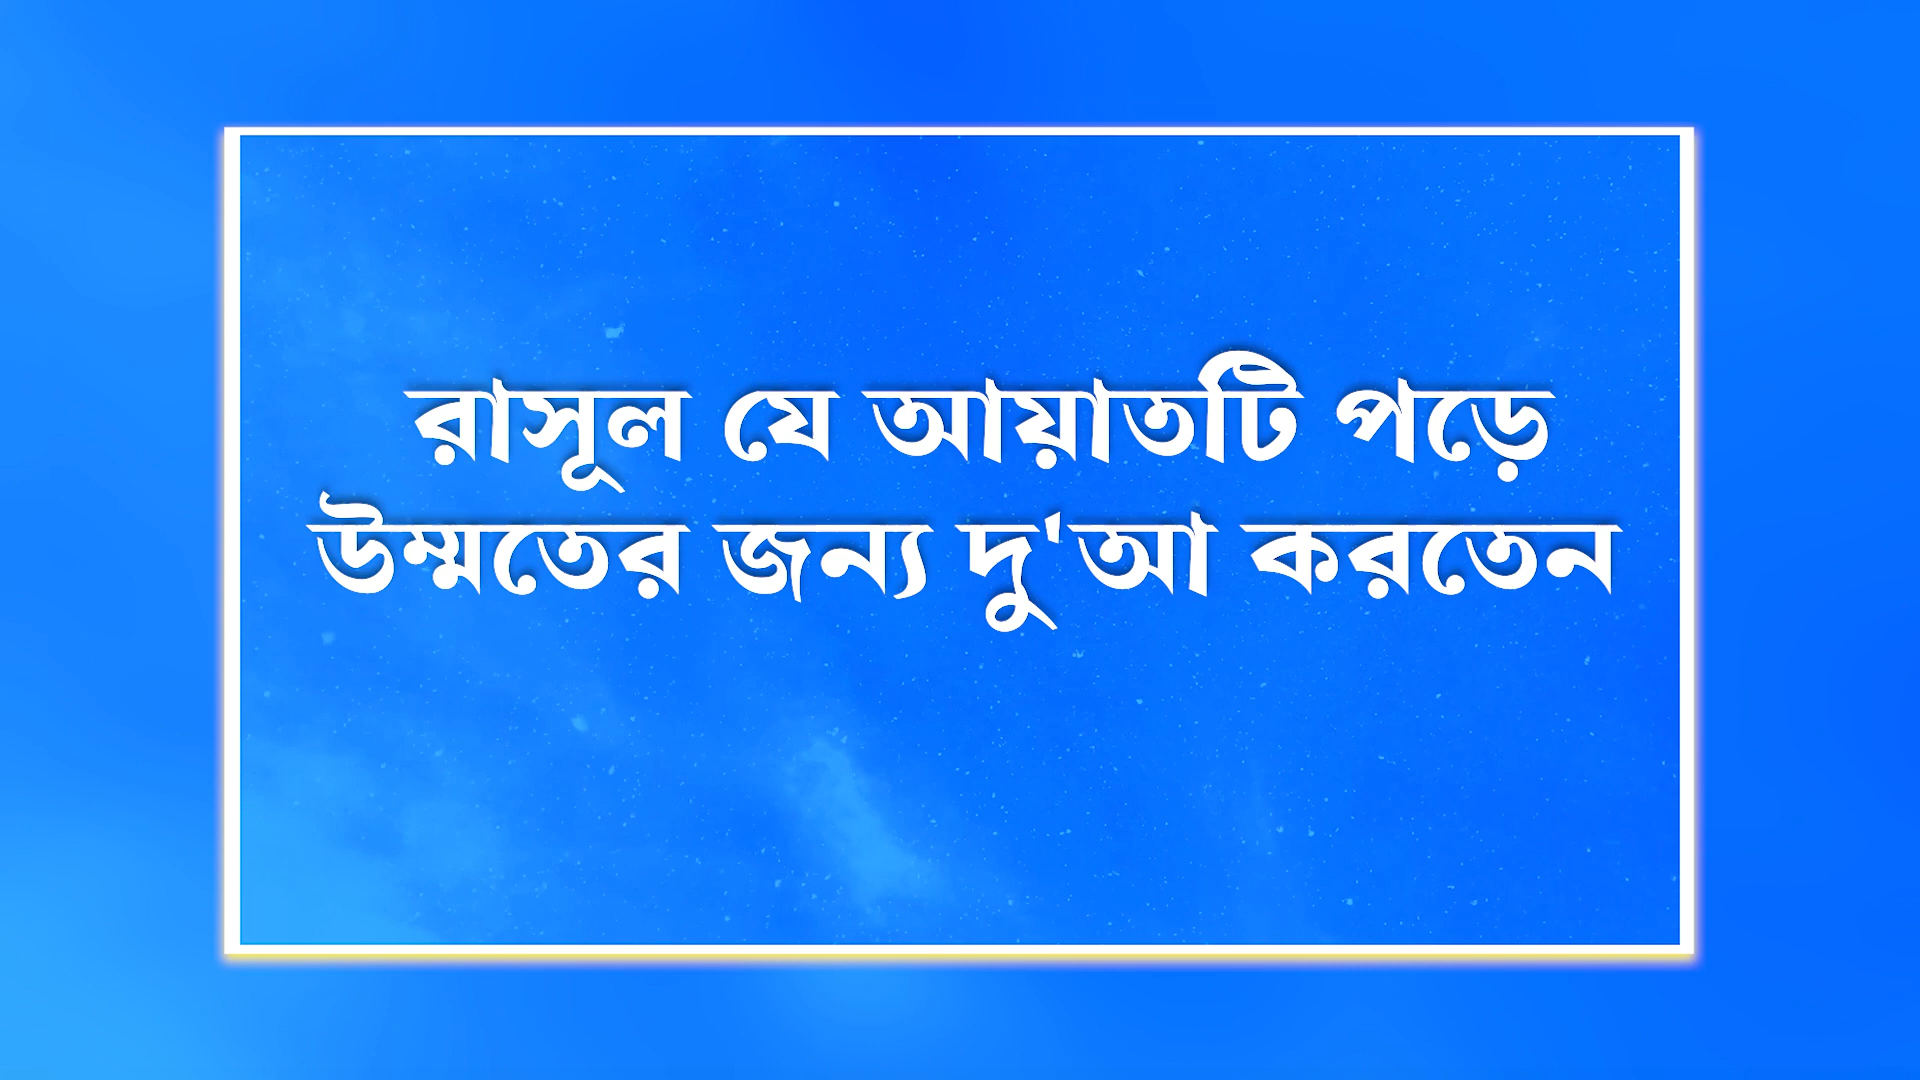 রাসূল যে আয়াতটি পড়ে
উম্মতের জন্য দু'আ করতেন